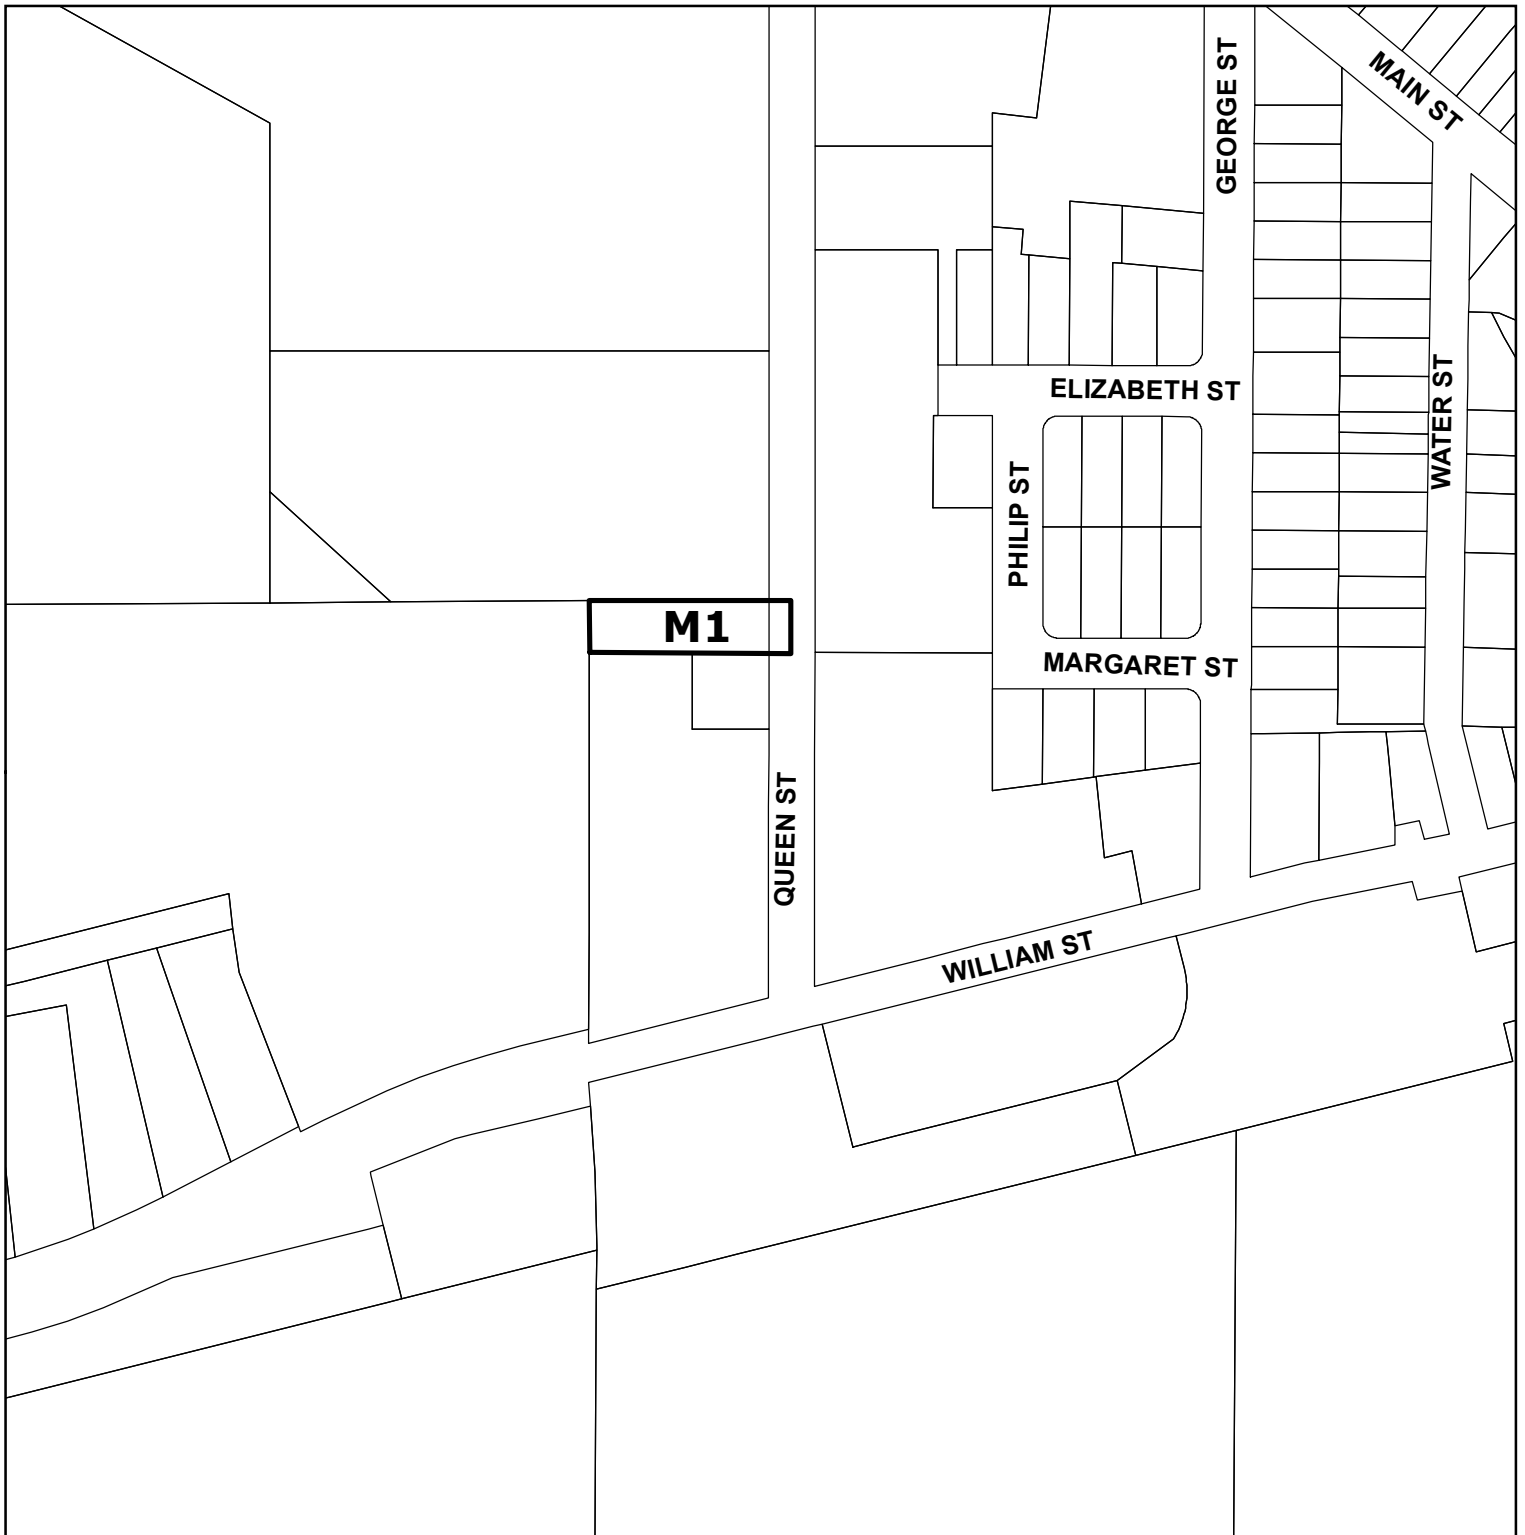 GEORGE ST
MAIN ST
ELIZABETH ST
WATER ST
PHILIP ST
M1
MARGARET ST
QUEEN ST
WILLIAM ST